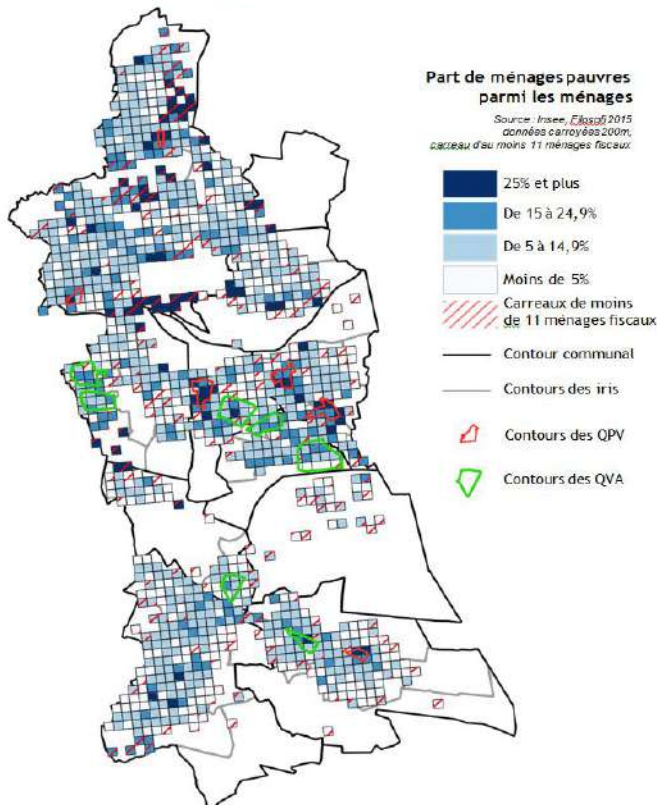 Part de ménages pauvres
parmi les ménages
Source : Insee, Filosofi 2015
données carroyées 200m,
carreau d'au moins 11 ménages fiscaux
25% et plus
De 15 à 24,9%
De 5 à 14,9%
Moins de 5%
Carreaux de moins
de 11 ménages fiscaux
Contour communal
Contours des iris
Contours des QPV
Contours des QVA